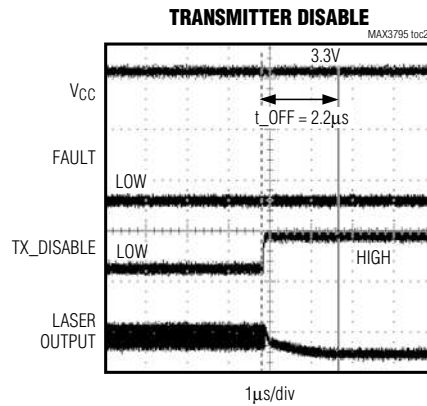 TRANSMITTER DISABLE
MAX3795 toc2
3.3V
VCC
t_OFF = 2.2μs
FAULT
LOW
TX_DISABLE
LOW
HIGH
LASER
OUTPUT
1μs/div